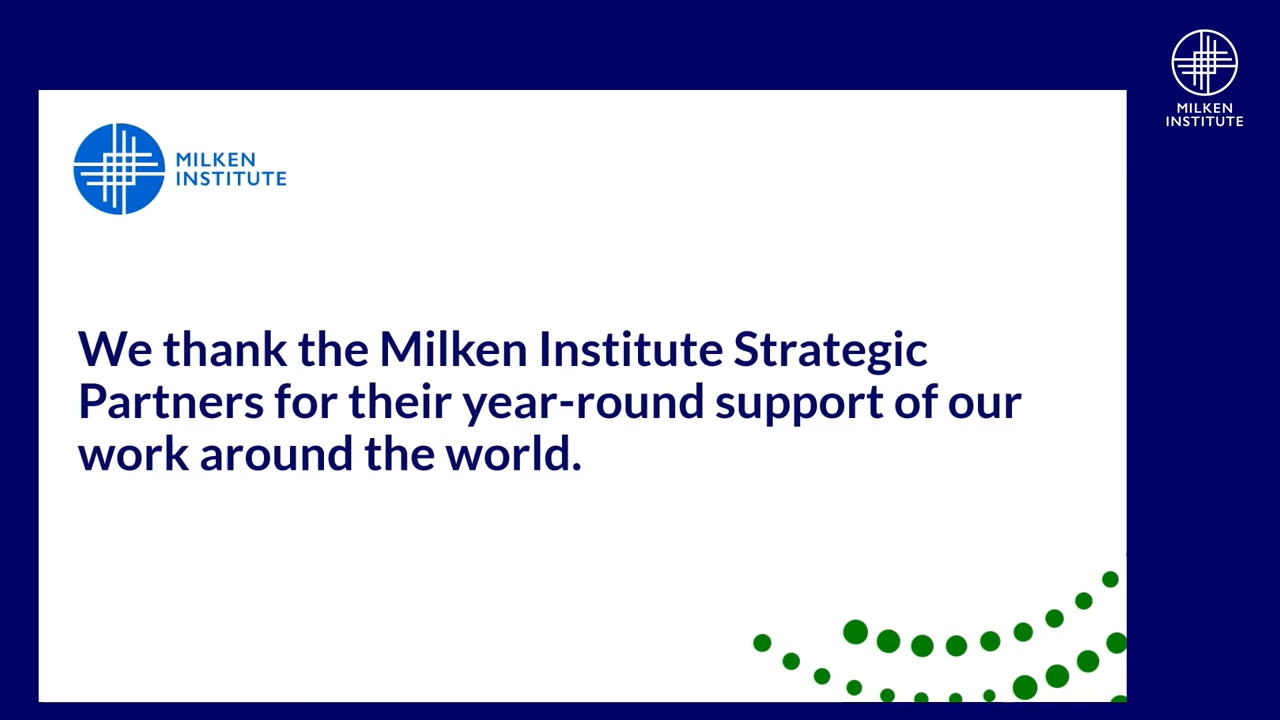 MILKEN
INSTITUTE
MILKEN
INSTITUTE
We thank the Milken Institute Strategic
Partners for their year-round support of our
work around the world.